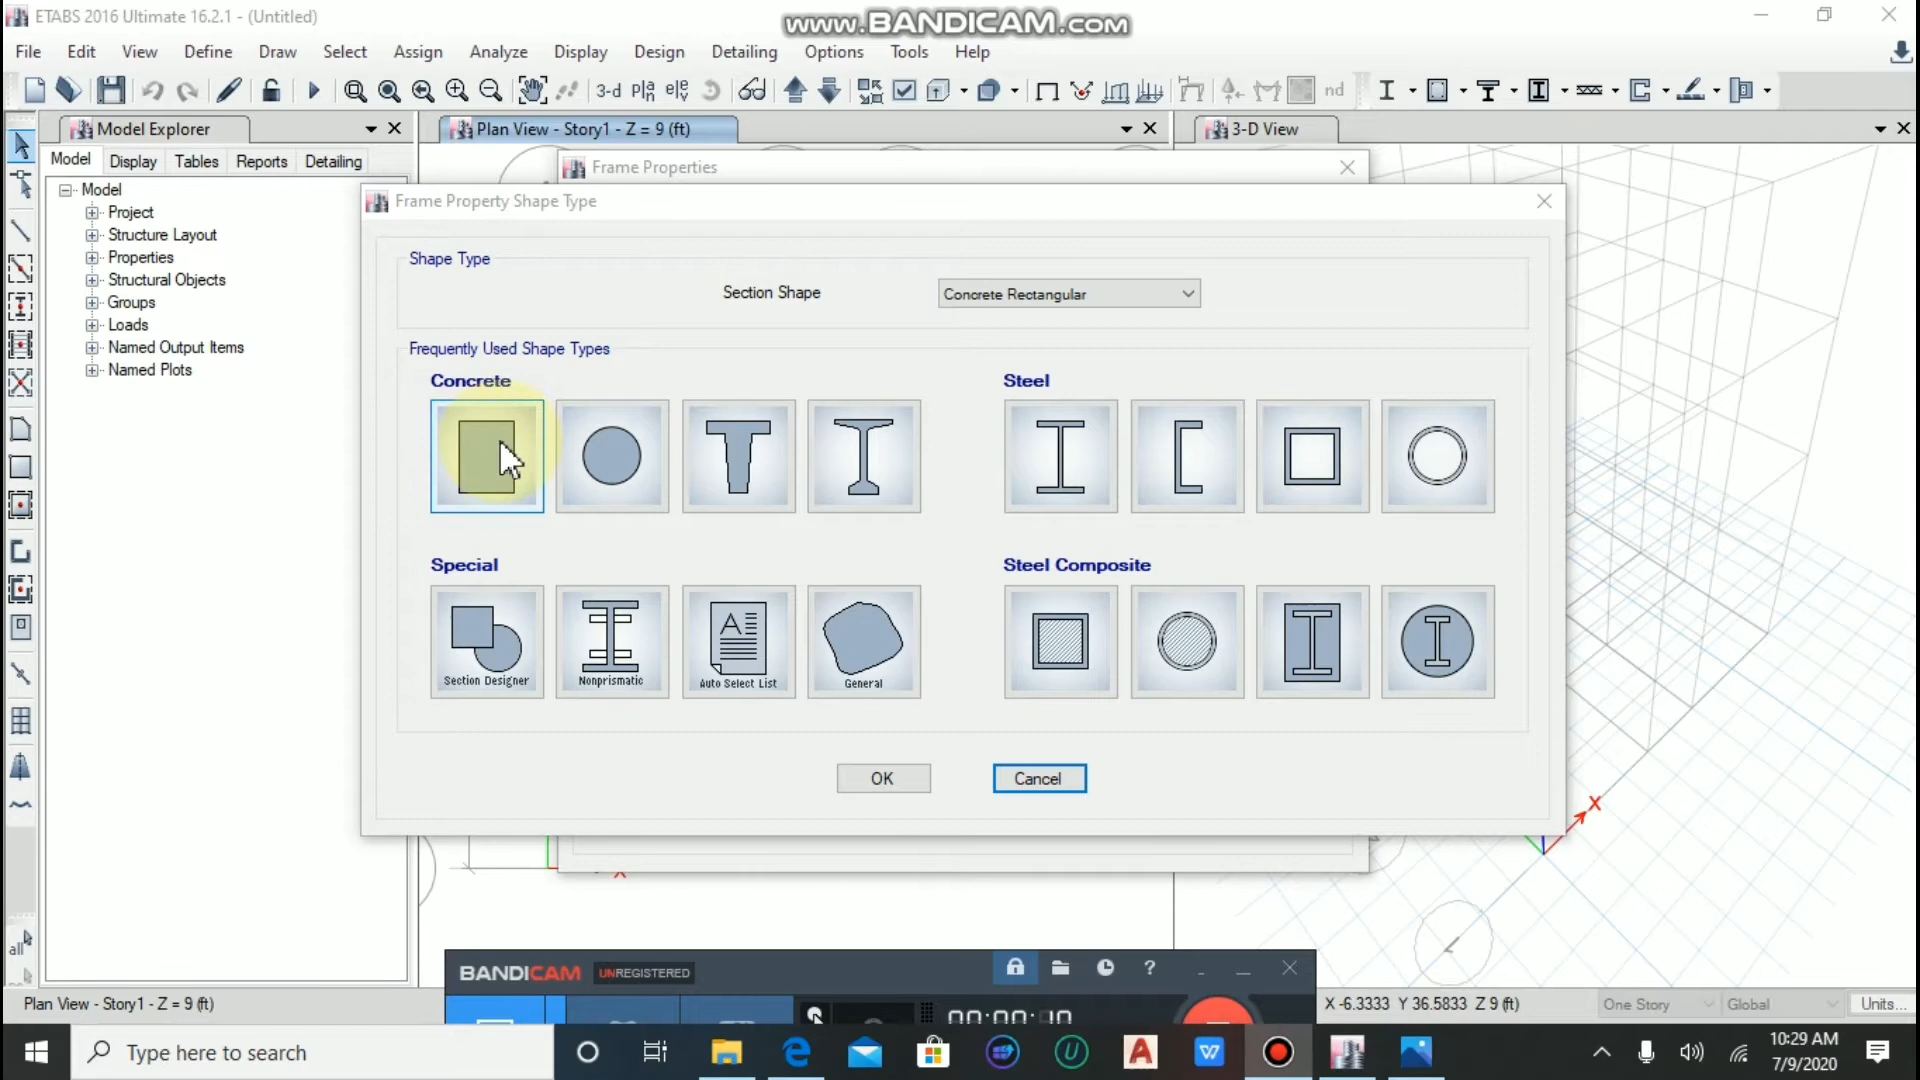 ETABS 2016 Ultimate 16.2.1 - (Untitled)
www.BANDICAM.com
File Edit View Define Draw Select Assign Analyze Display Design Detailing Options Tools Help
3-d nd
Model Explorer
Plan View - Story1 - Z = 9 (ft)
3-D View
Model Display Tables Reports Detailing
Frame Properties
Model
Project
Structure Layout
Properties
Structural Objects
Groups
Loads
Named Output Items
Named Plots
Frame Property Shape Type
Shape Type
Section Shape
Concrete Rectangular
Frequently Used Shape Types
Concrete
Steel
Special
Section Designer
Nonprismatic
Auto Select List
General
Steel Composite
OK
Cancel
X
X
all
BANDICAM UNREGISTERED
?
Plan View - Story1 - Z = 9 (ft)
X -6.3333 Y 36.5833 Z 9 (ft)
One Story
Global
Units...
Type here to search
10:29 AM
7/9/2020